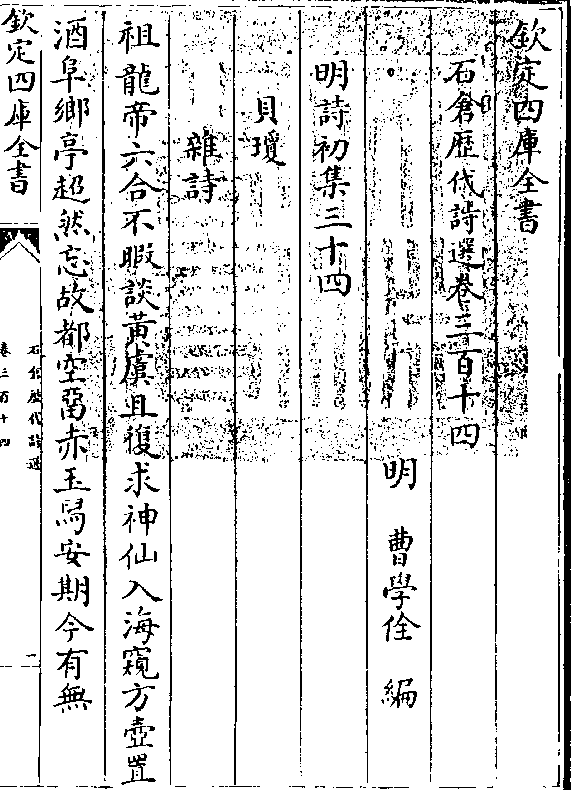 欽定四庫全書
石倉歷代詩選卷三百十四
明 曹學佺 編
明詩初集三十四
貝瓊
雜詩
祖龍帝六合不暇談黃虞且復求神仙入海窺方壺置
酒阜鄉亭超然忘故都空留赤玉舄安期今有無
欽定四庫全書
石倉歷代詩選
卷三百十四
一